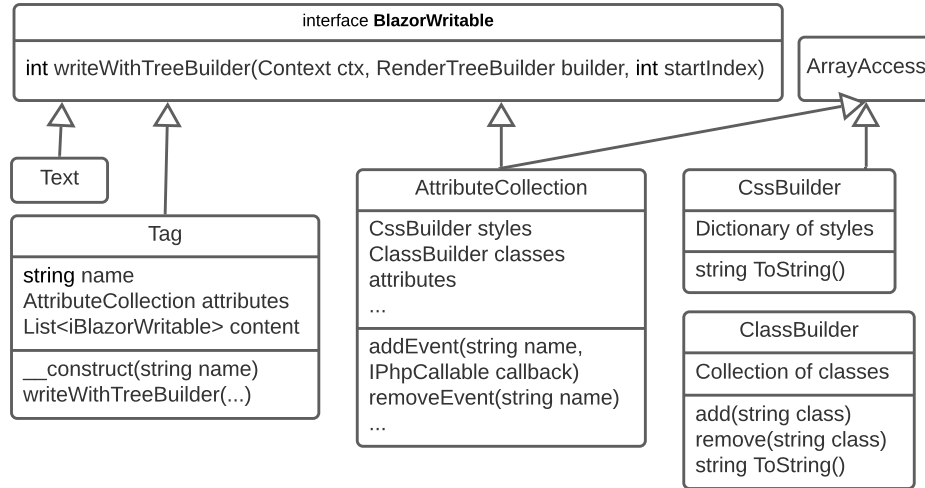 interface BlazorWritable
int writeWithTreeBuilder(Context ctx, RenderTreeBuilder builder, int startIndex)
ArrayAccess
Text
Tag
string name
AttributeCollection attributes
List<iBlazorWritable> content
__construct(string name)
writeWithTreeBuilder(...)
AttributeCollection
CssBuilder styles
ClassBuilder classes
attributes
...
addEvent(string name,
IPhpCallable callback)
removeEvent(string name)
...
CssBuilder
Dictionary of styles
string ToString()
ClassBuilder
Collection of classes
add(string class)
remove(string class)
string ToString()